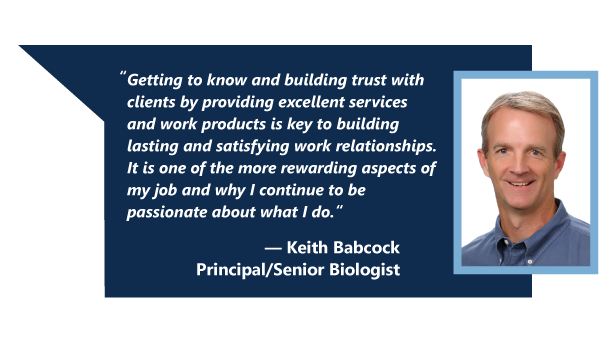 “Getting to know and building trust with
clients by providing excellent services
and work products is key to building
lasting and satisfying work relationships.
It is one of the more rewarding aspects of
my job and why I continue to be
passionate about what I do.“
— Keith Babcock
Principal/Senior Biologist